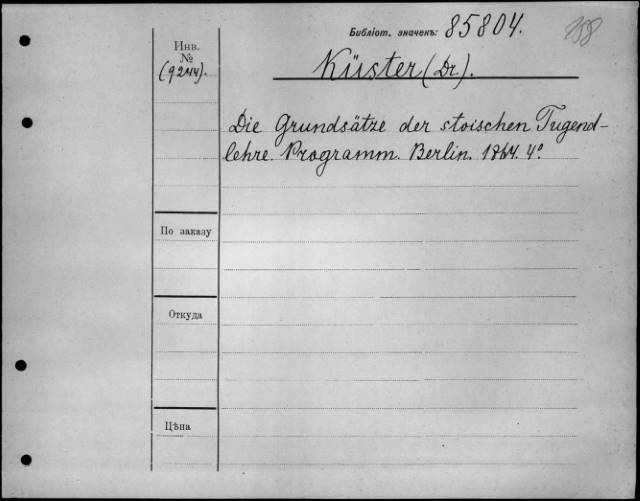 Библіот. значекъ: 85804.
188
Инв.
№
(9244).
Küster (Dr.).
Die Grundsätze der stoischen Tugend-
lehre. Programm. Berlin. 1864. 4°.
По заказу
Откуда
Цѣна